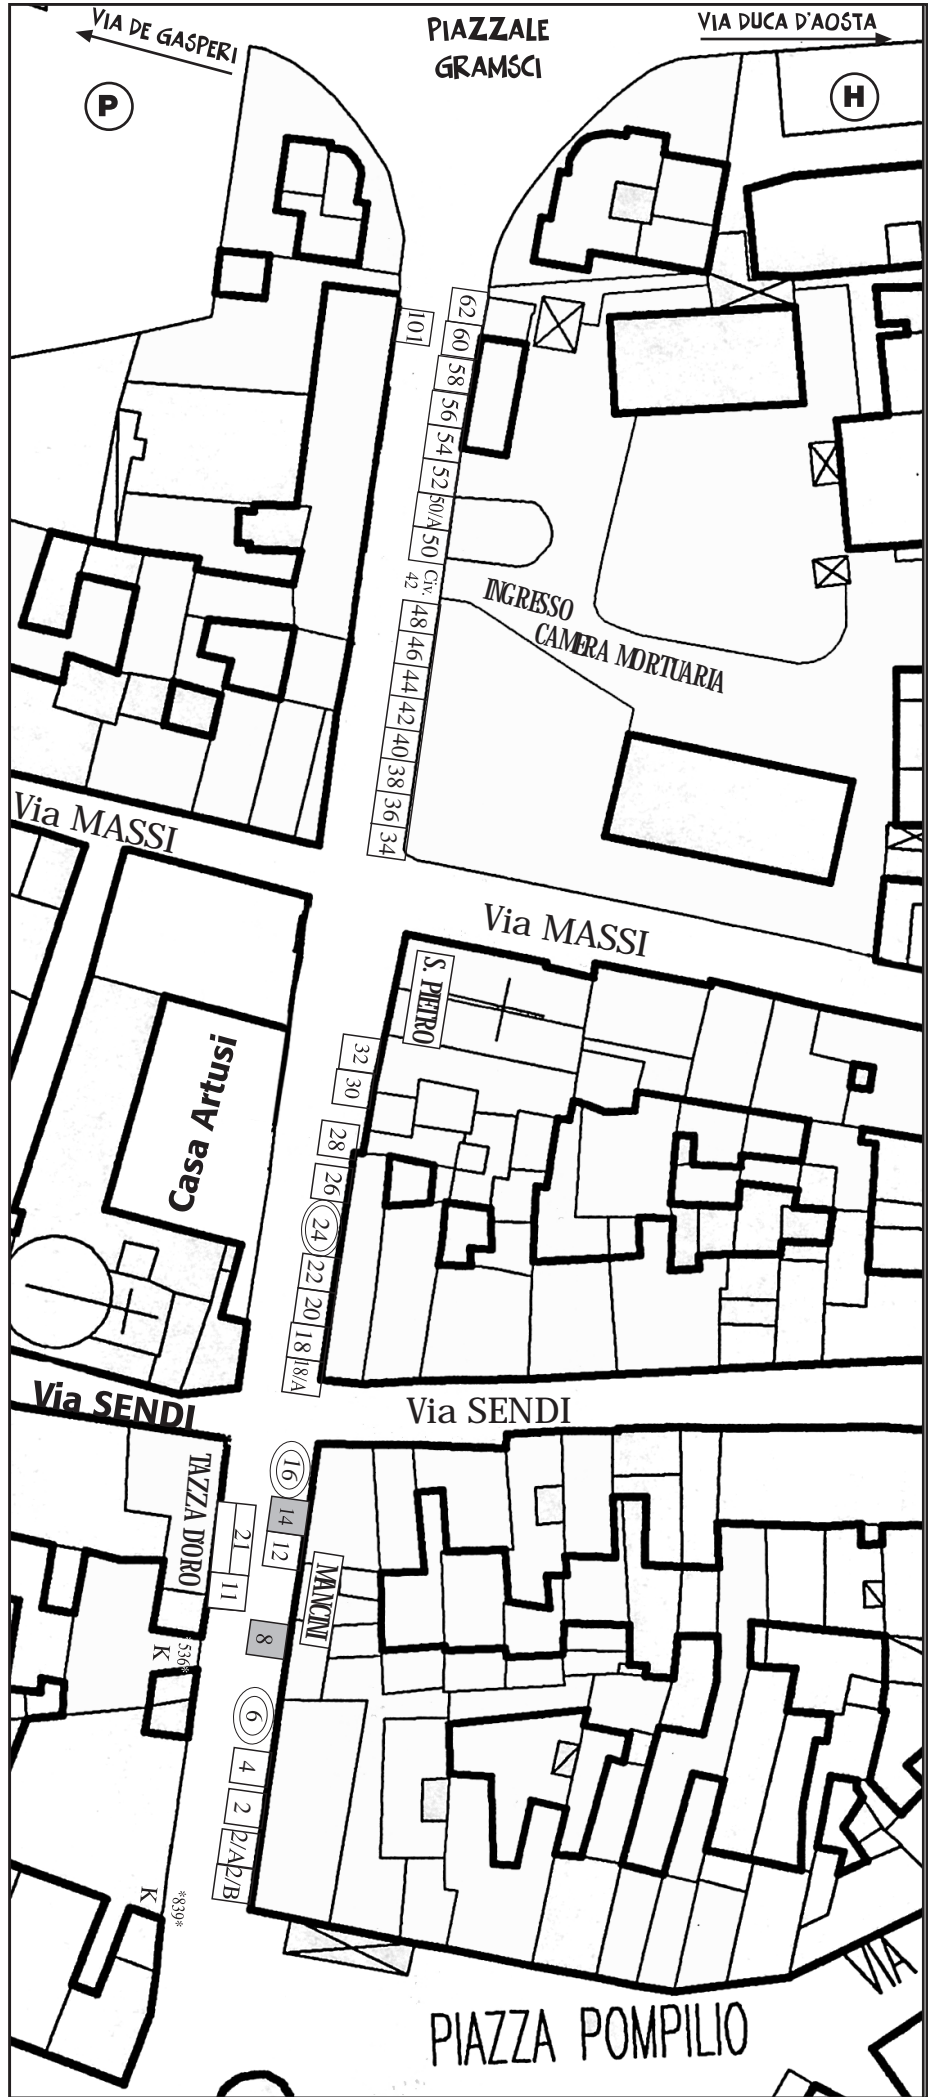 VIA DE GASPERI
PIAZZALE
GRAMSCI
VIA DUCA D'AOSTA
P
H
62
101
60
58
56
54
52
50/A
50
Civ.
42
INGRESSO
CAMERA MORTUARIA
48
46
44
42
40
38
36
34
Via MASSI
Via MASSI
S. PIETRO
32
30
Casa Artusi
28
26
24
22
20
18
18/A
Via SENDI
Via SENDI
16
TAZZA D'ORO
14
21
12
11
MANCINI
8
*536*
K
6
4
2
2/A
2/B
K
*839*
VIA
PIAZZA POMPILIO